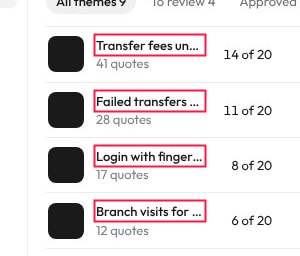 All themes 9 To review 4 Approved
Transfer fees un...
41 quotes
14 of 20
Failed transfers ...
28 quotes
11 of 20
Login with finger...
17 quotes
8 of 20
Branch visits for ...
12 quotes
6 of 20